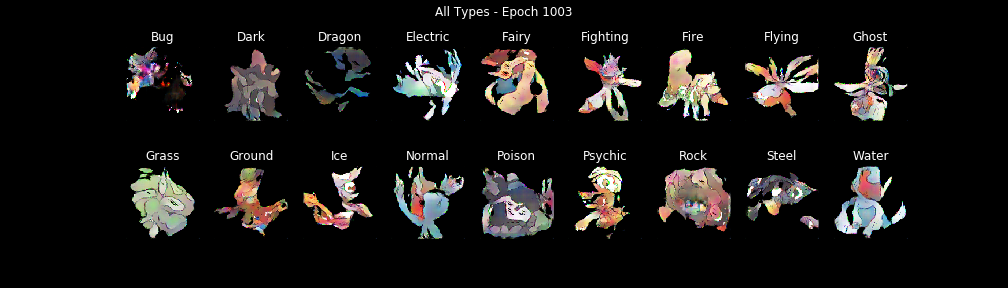 All Types - Epoch 1003
Bug Dark Dragon Electric Fairy Fighting Fire Flying Ghost
Grass Ground Ice Normal Poison Psychic Rock Steel Water